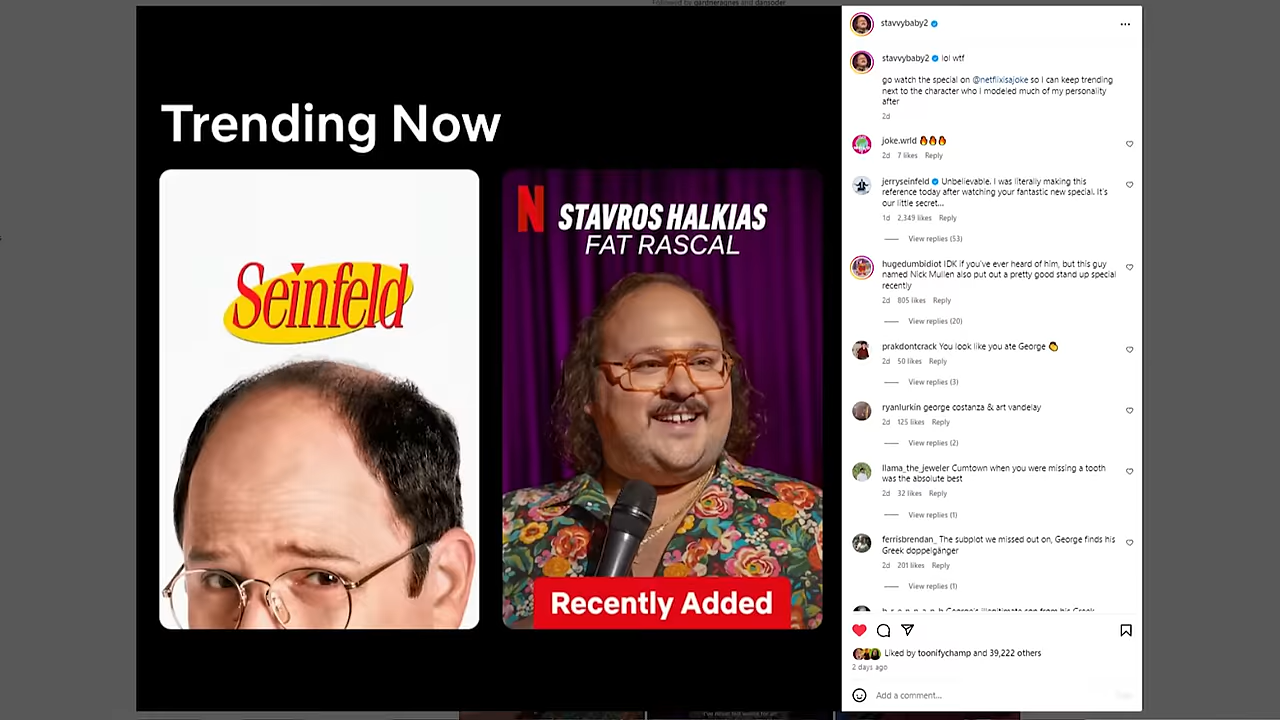 Followed by gardneragnes and dansoder
Trending Now
Seinfeld
N
STAVROS HALKIAS
FAT RASCAL
Recently Added
stavvybaby2
stavvybaby2 lol wtf
go watch the special on @netflixisajoke so I can keep trending
next to the character who I modeled much of my personality
after
2d
joke.wrld 🔥🔥🔥
2d 7 likes Reply
jerryseinfeld Unbelievable. I was literally making this
reference today after watching your fantastic new special. It's
our little secret...
1d 2,349 likes Reply
View replies (53)
hugedumbidiot IDK if you've ever heard of him, but this guy
named Nick Mullen also put out a pretty good stand up special
recently
2d 805 likes Reply
View replies (20)
prakdontcrack You look like you ate George 👏
2d 50 likes Reply
View replies (3)
ryanlurkin george costanza & art vandelay
2d 125 likes Reply
View replies (2)
llama_the_jeweler Cumtown when you were missing a tooth
was the absolute best
2d 32 likes Reply
View replies (1)
ferrisbrendan_ The subplot we missed out on, George finds his
Greek doppelgänger
2d 201 likes Reply
View replies (1)
Liked by toonifychamp and 39,222 others
2 days ago
Add a comment...